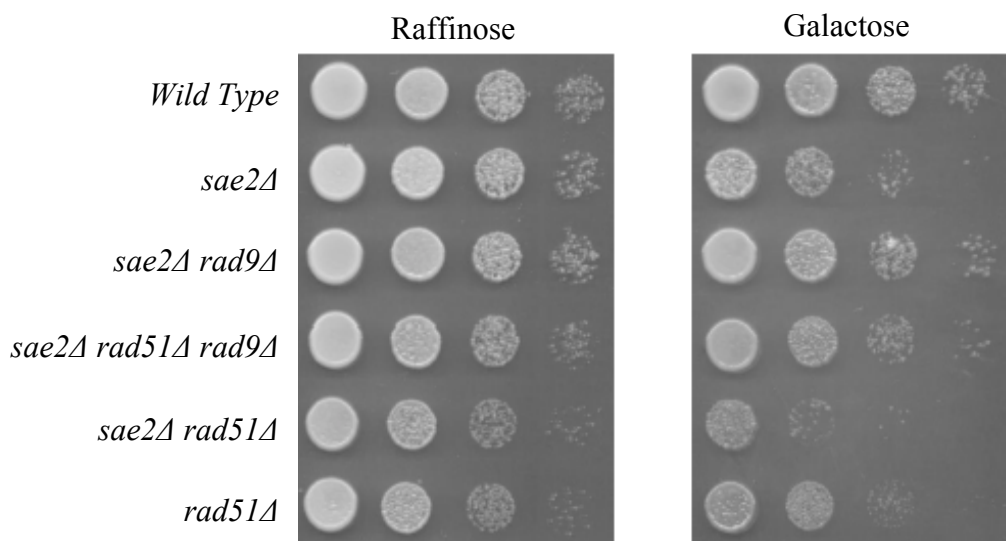 Raffinose Galactose
Wild Type
sae2Δ
sae2Δ rad9Δ
sae2Δ rad51Δ rad9Δ
sae2Δ rad51Δ
rad51Δ